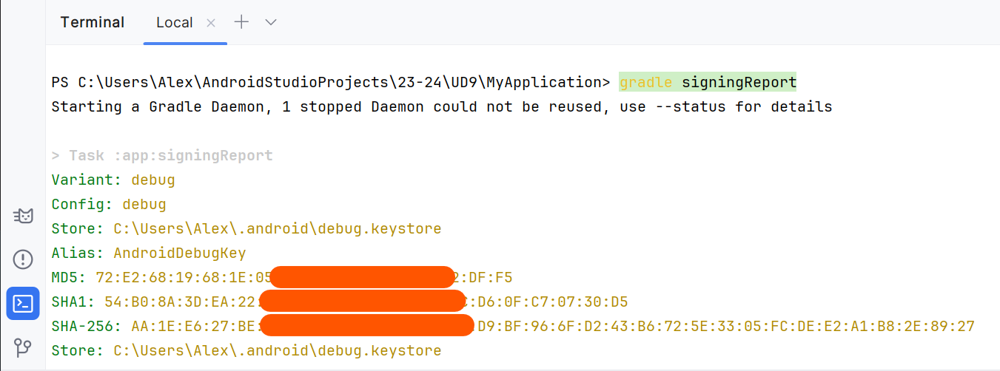 Terminal Local
PS C:\Users\Alex\AndroidStudioProjects\23-24\UD9\MyApplication> gradle signingReport
Starting a Gradle Daemon, 1 stopped Daemon could not be reused, use --status for details
> Task :app:signingReport
Variant: debug
Config: debug
Store: C:\Users\Alex\.android\debug.keystore
Alias: AndroidDebugKey
MD5: 72:E2:68:19:68:1E:05 :DF:F5
SHA1: 54:B0:8A:3D:EA:22: :D6:0F:C7:07:30:D5
SHA-256: AA:1E:E6:27:BE: D9:BF:96:6F:D2:43:B6:72:5E:33:05:FC:DE:E2:A1:B8:2E:89:27
Store: C:\Users\Alex\.android\debug.keystore